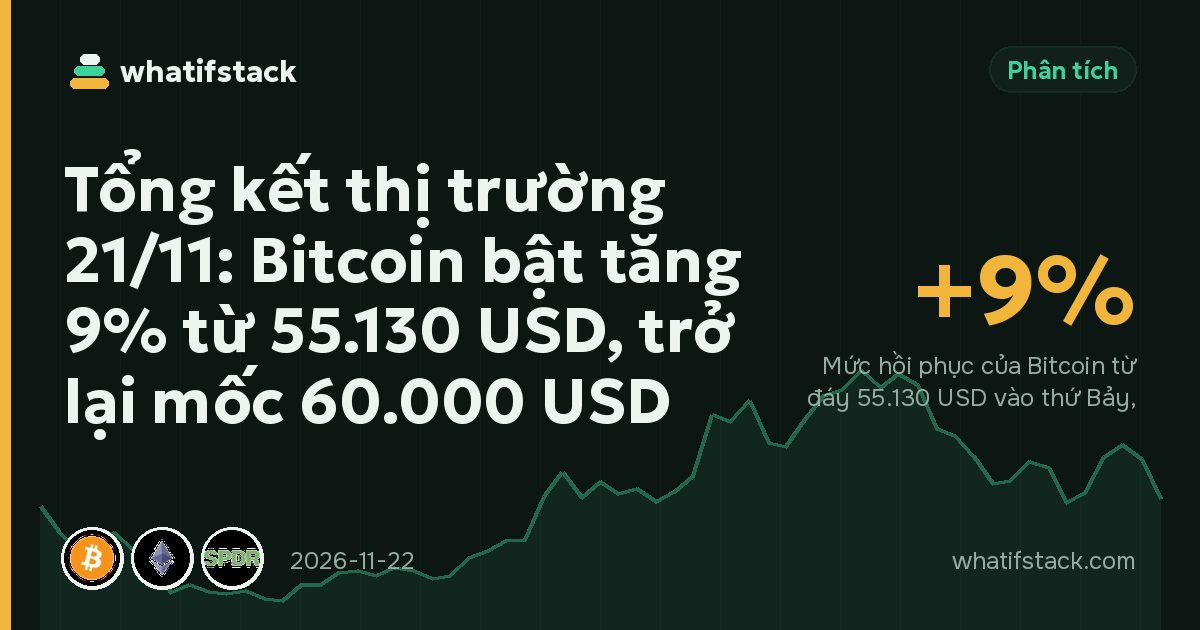 whatifstack
Phân tích
Tổng kết thị trường
21/11: Bitcoin bật tăng
9% từ 55.130 USD, trở
lại mốc 60.000 USD
+9%
Mức hồi phục của Bitcoin từ
đáy 55.130 USD vào thứ Bảy,
SPDR
2026-11-22
whatifstack.com